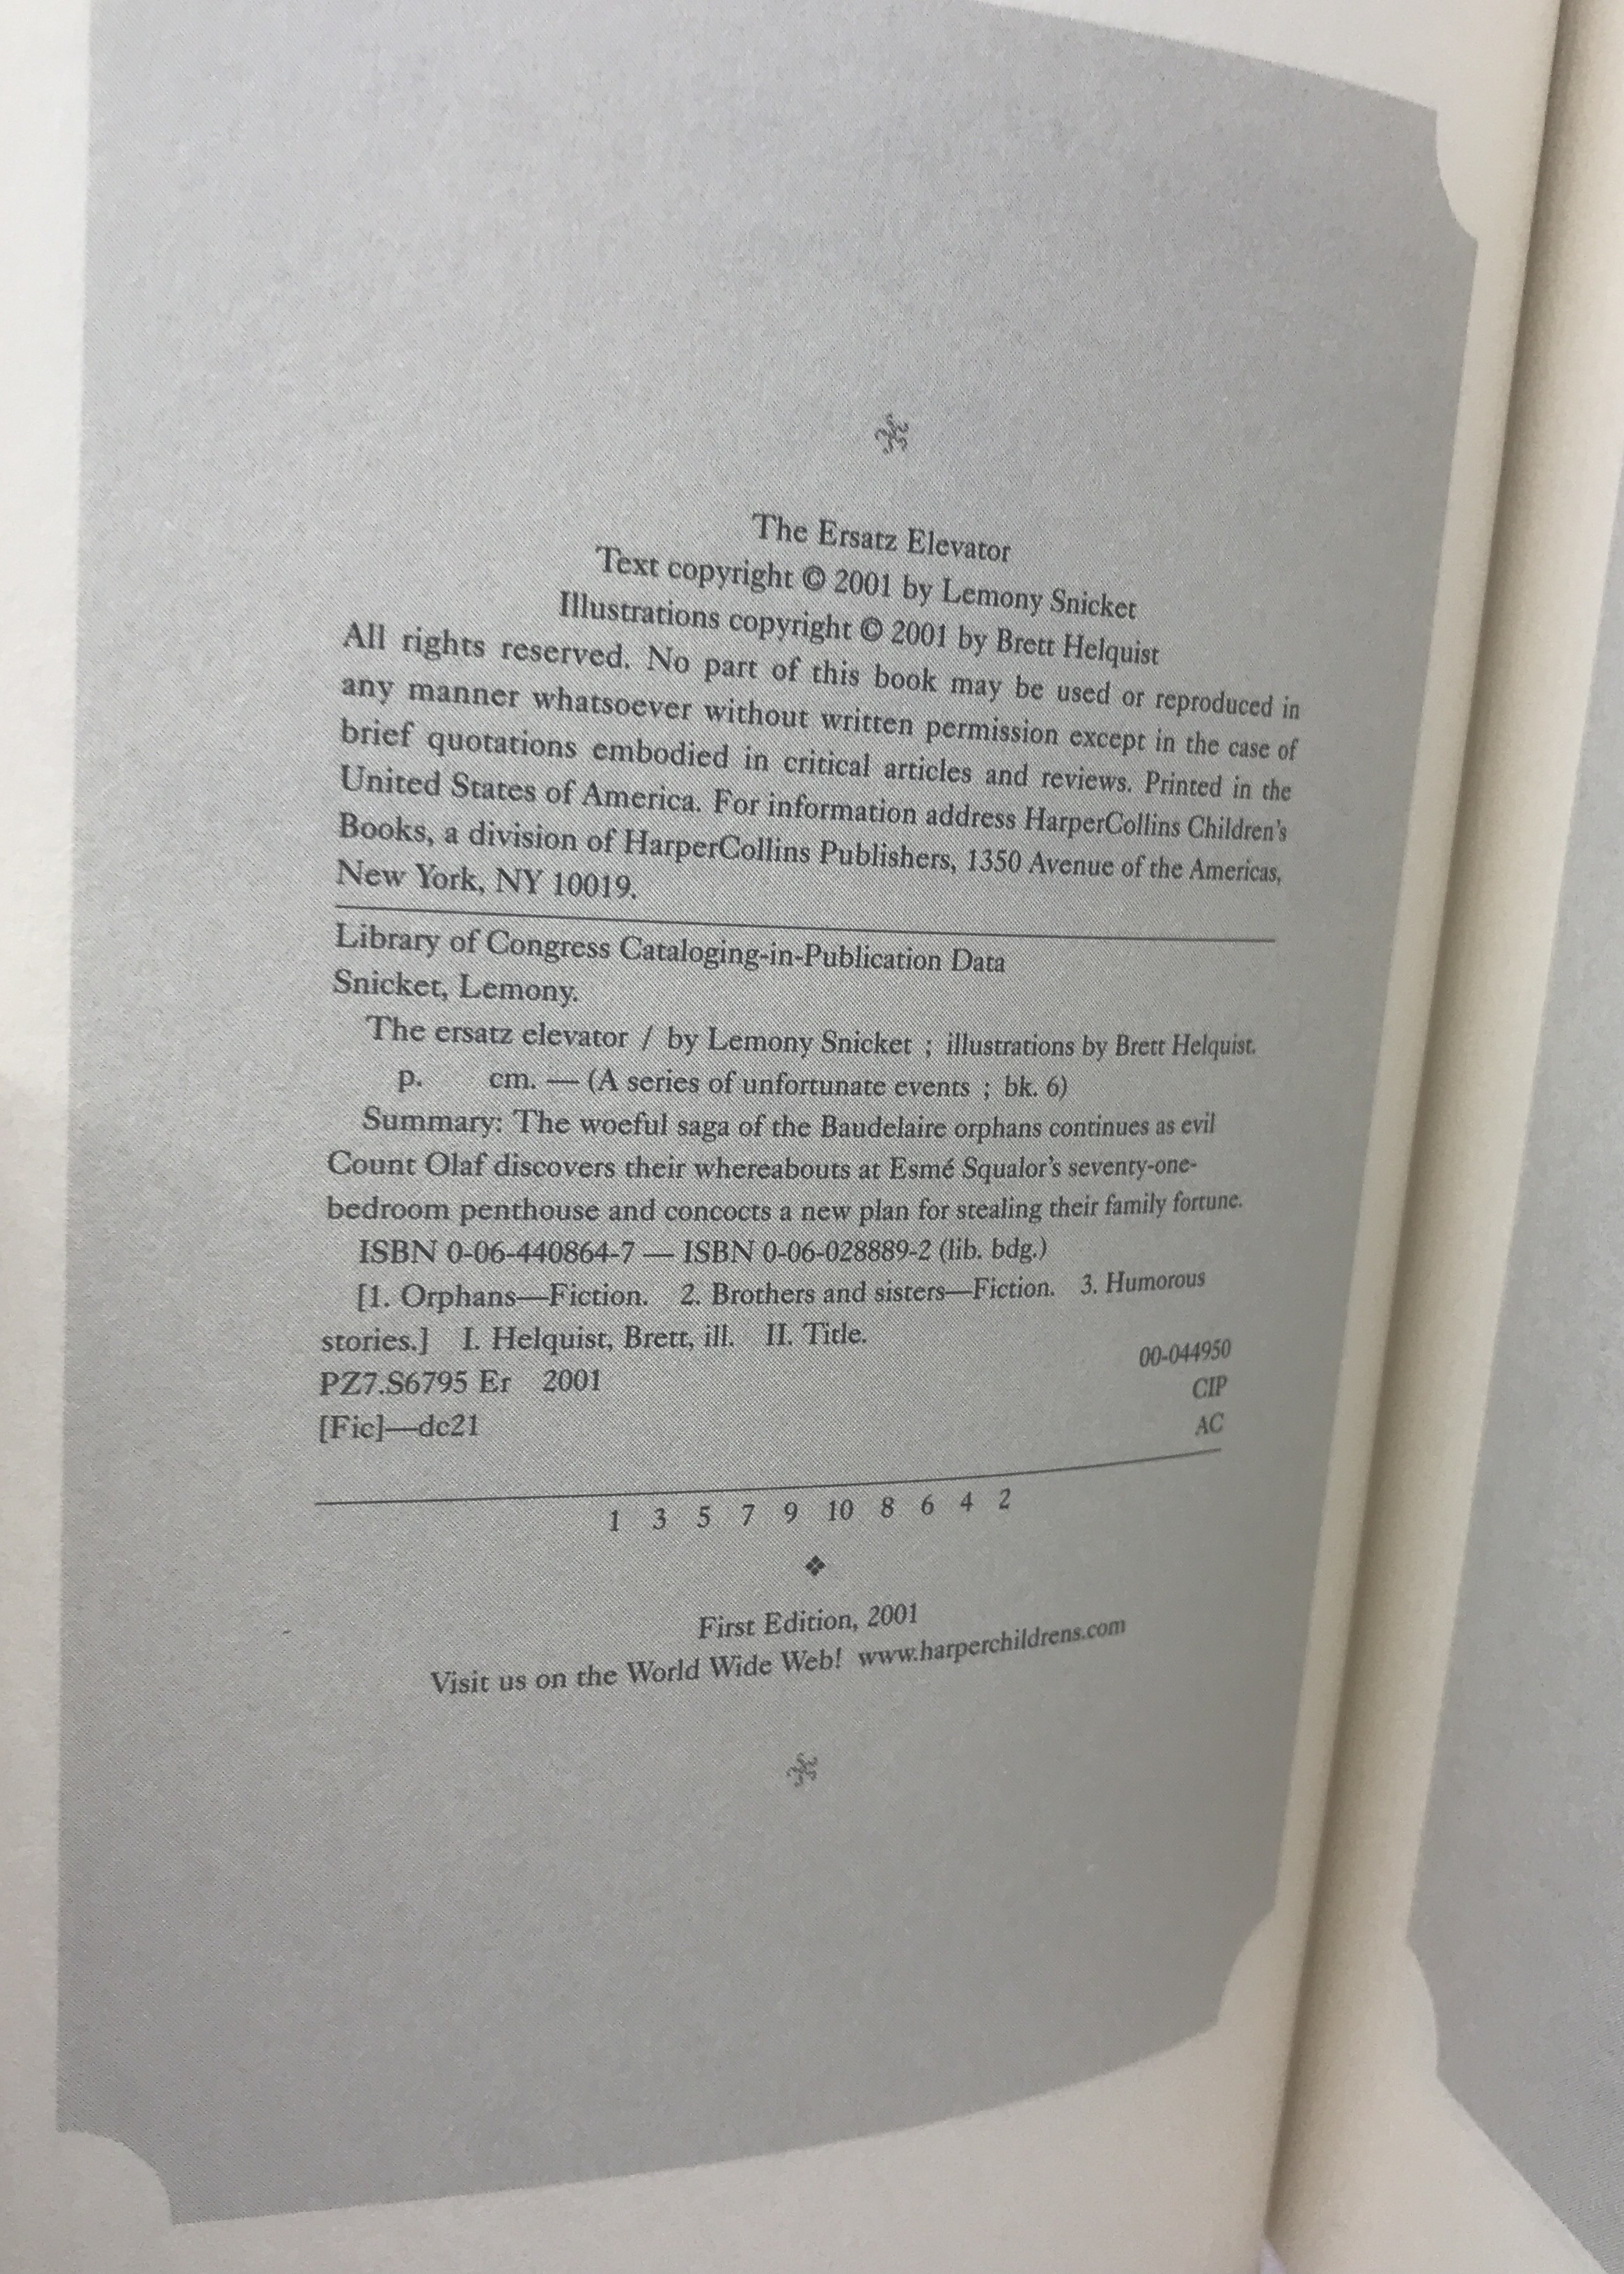 The Ersatz Elevator
Text copyright © 2001 by Lemony Snicket
Illustrations copyright © 2001 by Brett Helquist
All rights reserved. No part of this book may be used or reproduced in
any manner whatsoever without written permission except in the case of
brief quotations embodied in critical articles and reviews. Printed in the
United States of America. For information address HarperCollins Children's
Books, a division of HarperCollins Publishers, 1350 Avenue of the Americas,
New York, NY 10019.
Library of Congress Cataloging-in-Publication Data
Snicket, Lemony.
The ersatz elevator / by Lemony Snicket ; illustrations by Brett Helquist.
p. cm. — (A series of unfortunate events ; bk. 6)
Summary: The woeful saga of the Baudelaire orphans continues as evil
Count Olaf discovers their whereabouts at Esmé Squalor's seventy-one-
bedroom penthouse and concocts a new plan for stealing their family fortune.
ISBN 0-06-440864-7 — ISBN 0-06-028889-2 (lib. bdg.)
[1. Orphans—Fiction. 2. Brothers and sisters—Fiction. 3. Humorous
stories.] I. Helquist, Brett, ill. II. Title.
PZ7.S6795 Er 2001 00-044950
[Fic]—dc21 CIP
AC
1 3 5 7 9 10 8 6 4 2
First Edition, 2001
Visit us on the World Wide Web! www.harperchildrens.com